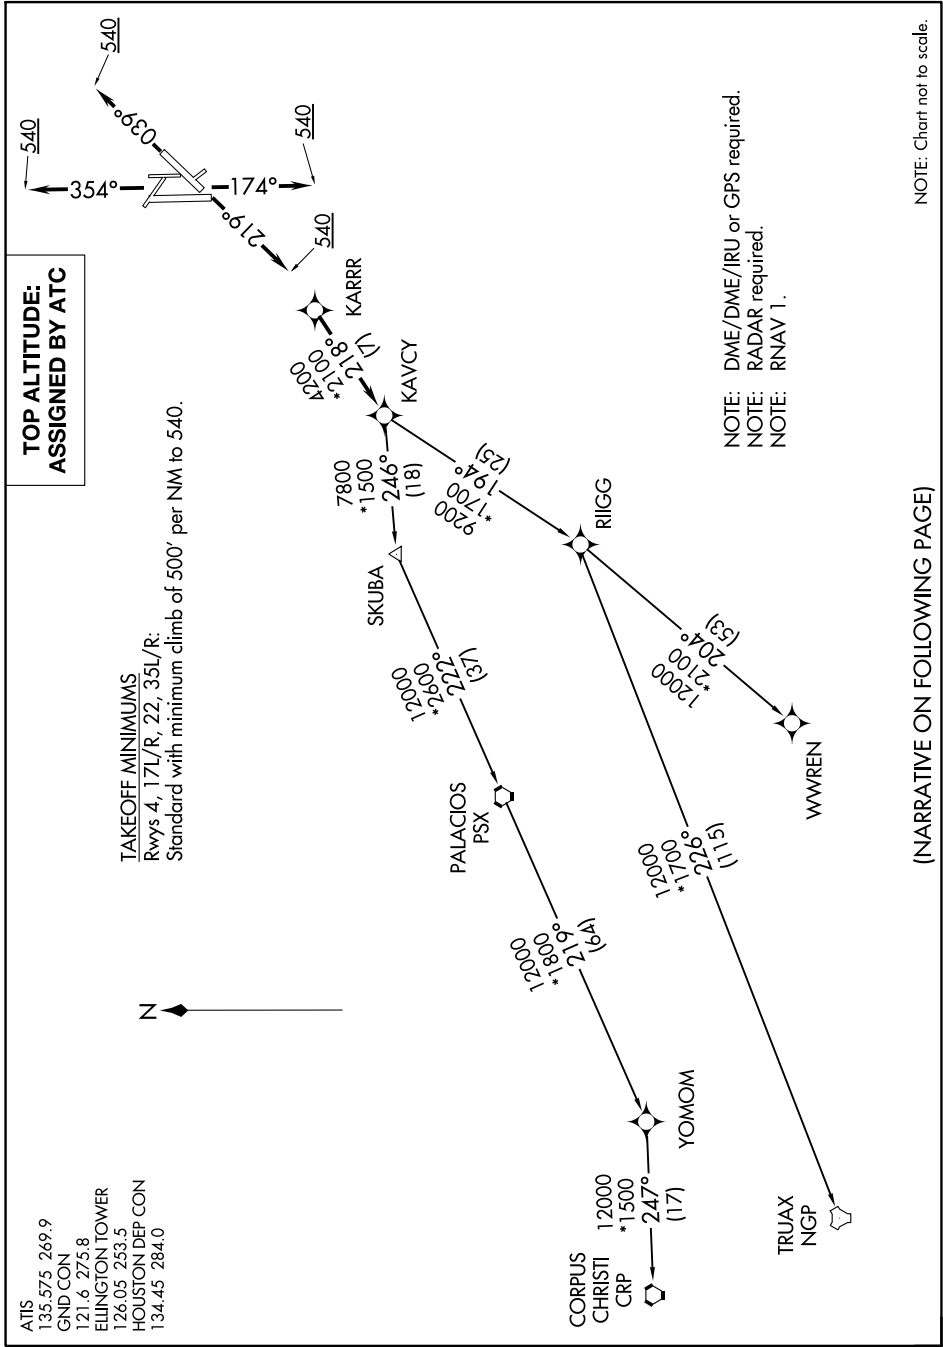 ATIS
135.575 269.9
GND CON
121.6 275.8
ELLINGTON TOWER
126.05 253.5
HOUSTON DEP CON
134.45 284.0
TOP ALTITUDE:
ASSIGNED BY ATC
TAKEOFF MINIMUMS
Rwys 4, 17L/R, 22, 35L/R:
Standard with minimum climb of 500' per NM to 540.
N
540
354°
540
039°
540
174°
540
219°
KARRR
4200
*2100
218°
(7)
KAVCY
7800
*1500
246°
(18)
SKUBA
9200
*1700
194°
(25)
RIIGG
12000
*2600
222°
(37)
PALACIOS
PSX
12000
*2100
204°
(53)
WWREN
12000
*1800
219°
(64)
YOMOM
12000
*1700
226°
(115)
TRUAX
NGP
12000
*1500
247°
(17)
CORPUS
CHRISTI
CRP
NOTE: DME/DME/IRU or GPS required.
NOTE: RADAR required.
NOTE: RNAV 1.
(NARRATIVE ON FOLLOWING PAGE)
NOTE: Chart not to scale.